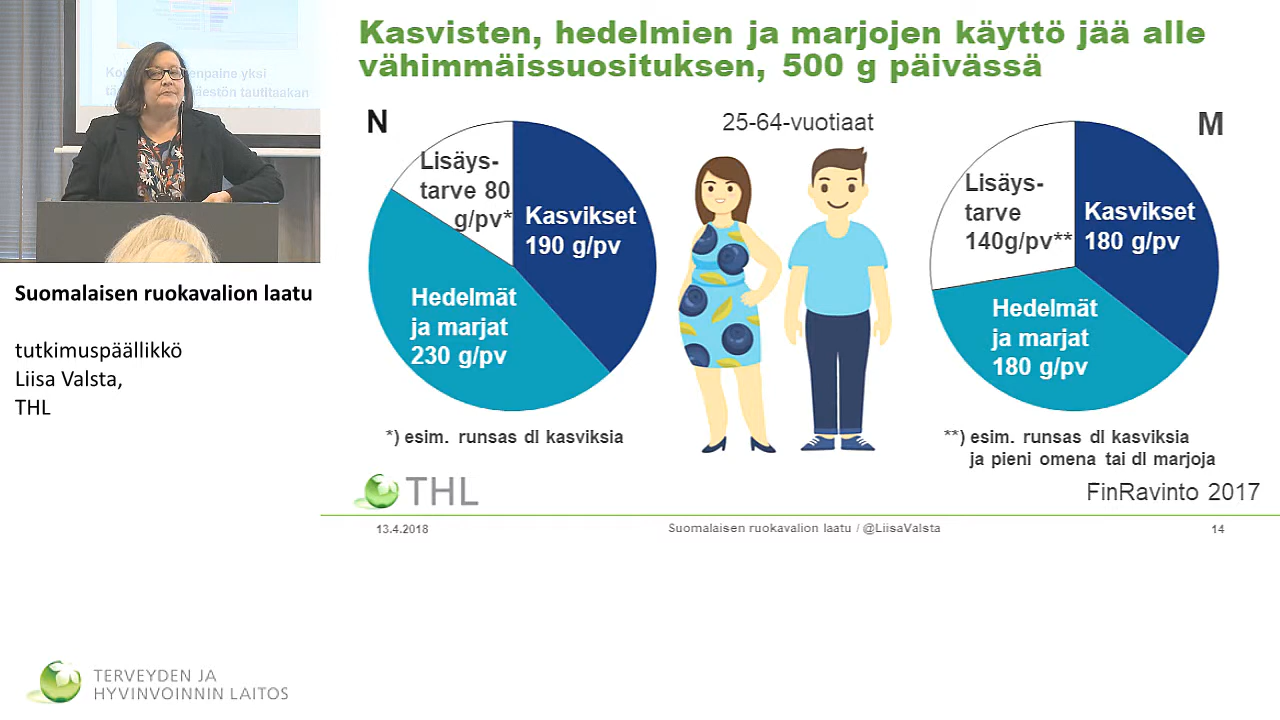 Kasvisten, hedelmien ja marjojen käyttö jää alle
vähimmäissuosituksen, 500 g päivässä
N
25-64-vuotiaat
M
Lisäys-
tarve 80
g/pv*
Kasvikset
190 g/pv
Hedelmät
ja marjat
230 g/pv
Lisäys-
tarve
140g/pv**
Kasvikset
180 g/pv
Hedelmät
ja marjat
180 g/pv
*) esim. runsas dl kasviksia
**) esim. runsas dl kasviksia
ja pieni omena tai dl marjoja
THL
FinRavinto 2017
13.4.2018
Suomalaisen ruokavalion laatu / @LiisaValsta
14
Suomalaisen ruokavalion laatu
tutkimuspäällikkö
Liisa Valsta,
THL
TERVEYDEN JA
HYVINVOINNIN LAITOS